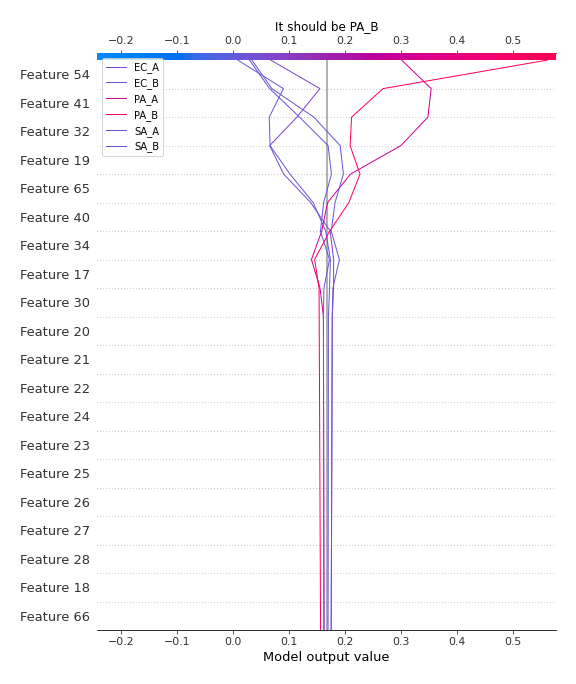 It should be PA_B
−0.2 −0.1 0.0 0.1 0.2 0.3 0.4 0.5
EC_A
EC_B
PA_A
PA_B
SA_A
SA_B
Feature 54
Feature 41
Feature 32
Feature 19
Feature 65
Feature 40
Feature 34
Feature 17
Feature 30
Feature 20
Feature 21
Feature 22
Feature 24
Feature 23
Feature 25
Feature 26
Feature 27
Feature 28
Feature 18
Feature 66
−0.2 −0.1 0.0 0.1 0.2 0.3 0.4 0.5
Model output value